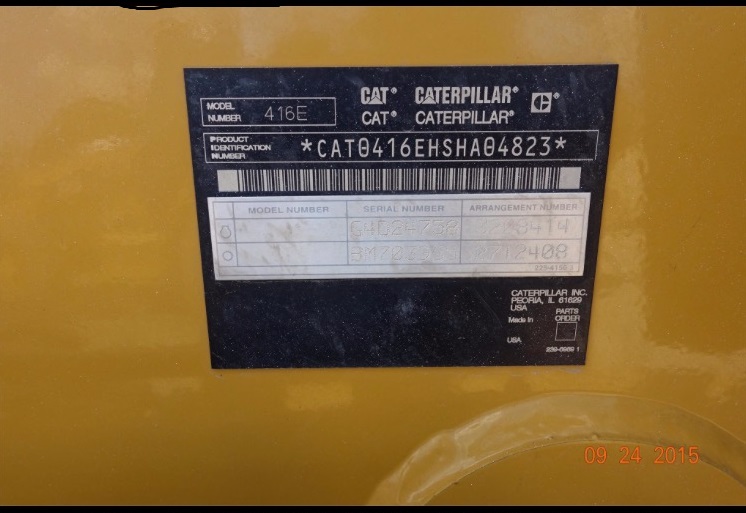 CAT® CATERPILLAR®
CAT® CATERPILLAR®
MODEL NUMBER 416E
PRODUCT IDENTIFICATION NUMBER *CAT0416EHSHA04823*
MODEL NUMBER SERIAL NUMBER ARRANGEMENT NUMBER
CATERPILLAR INC.
PEORIA, IL 61629
USA
Made in PARTS ORDER
USA
09 24 2015